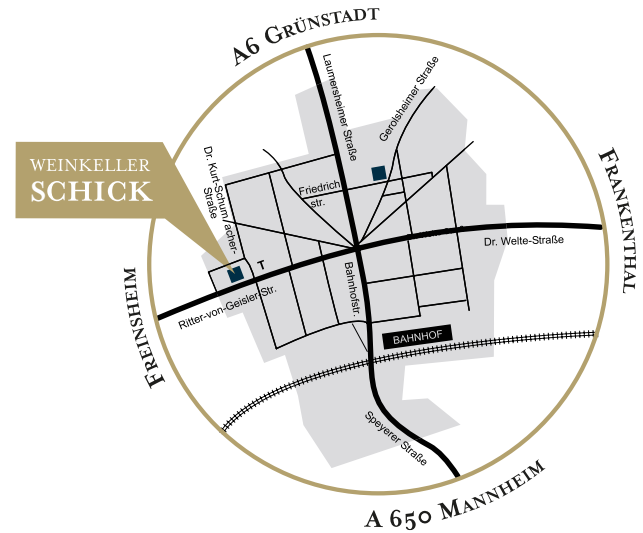 A6 GRÜNSTADT
Laumersheimer Straße
Gerolsheimer Straße
WEINKELLER
SCHICK
Dr. Kurt-Schumacher-
Straße
Friedrich
str.
FRANKENTHAL
Dr. Welte-Straße
T
Bahnhofstr.
Ritter-von-Geisler-Str.
FREINSHEIM
BAHNHOF
Speyerer Straße
A 650 MANNHEIM